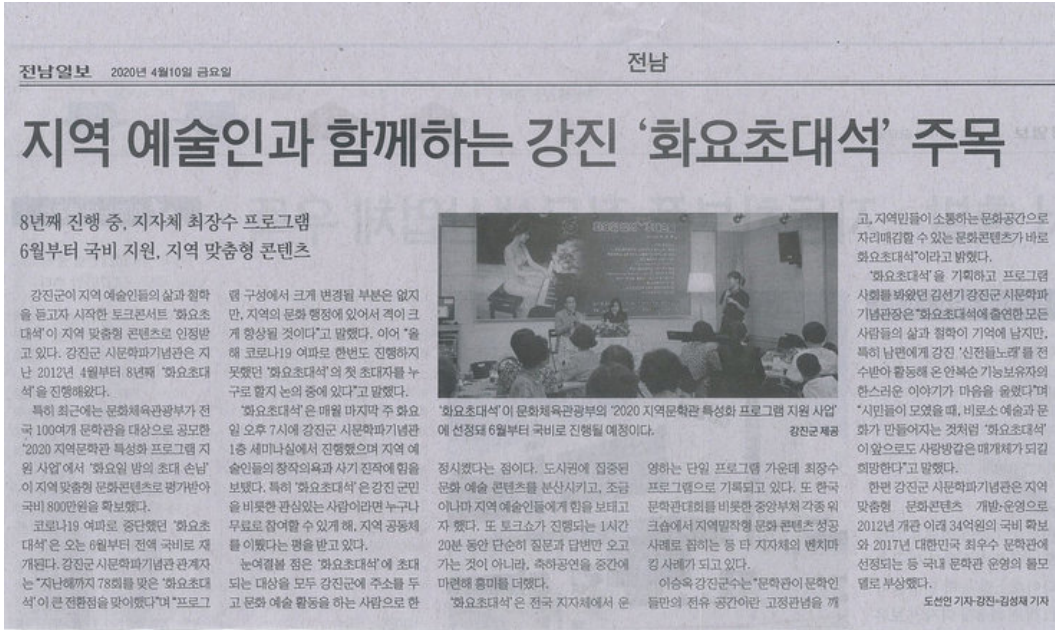 전남일보 2020년 4월10일 금요일
전남
지역 예술인과 함께하는 강진 ‘화요초대석’ 주목
8년째 진행 중, 지자체 최장수 프로그램
6월부터 국비 지원, 지역 맞춤형 콘텐츠
강진군이 지역 예술인들의 삶과 철학
을 듣고자 시작한 토크콘서트 ‘화요초
대석’이 지역 맞춤형 콘텐츠로 인정받
고 있다. 강진군 시문학파기념관은 지
난 2012년 4월부터 8년째 ‘화요초대
석’을 진행해왔다.
특히 최근에는 문화체육관광부가 전
국 100여개 문학관을 대상으로 공모한
‘2020 지역문학관 특성화 프로그램 지
원 사업’에서 ‘화요일 밤의 초대 손님’
이 지역 맞춤형 문화콘텐츠로 평가받아
국비 800만원을 확보했다.
코로나19 여파로 중단했던 ‘화요초
대석’은 오는 6월부터 전액 국비로 재
개된다. 강진군 시문학파기념관 관계자
는 “지난해까지 78회를 맞은 ‘화요초대
석’이 큰 전환점을 맞이했다”며 “프로그
램 구성에서 크게 변경될 부분은 없지
만, 지역의 문화 행정에 있어서 격이 크
게 향상될 것이다”고 말했다. 이어 “올
해 코로나19 여파로 한번도 진행하지
못했던 ‘화요초대석’의 첫 초대자를 누
구로 할지 논의 중에 있다”고 말했다.
‘화요초대석’은 매월 마지막 주 화요
일 오후 7시에 강진군 시문학파기념관
1층 세미나실에서 진행했으며 지역 예
술인들의 창작의욕과 사기 진작에 힘을
보탰다. 특히 ‘화요초대석’은 강진 군민
을 비롯한 관심있는 사람이라면 누구나
무료로 참여할 수 있게 해, 지역 공동체
를 이뤘다는 평을 받고 있다.
눈여겨볼 점은 ‘화요초대석’에 초대
되는 대상을 모두 강진군에 주소를 두
고 문화 예술 활동을 하는 사람으로 한
‘화요초대석’이 문화체육관광부의 ‘2020 지역문학관 특성화 프로그램 지원 사업’
에 선정돼 6월부터 국비로 진행될 예정이다.
강진군 제공
정시켰다는 점이다. 도시권에 집중된
문화 예술 콘텐츠를 분산시키고, 조금
이나마 지역 예술인들에게 힘을 보태고
자 했다. 또 토크쇼가 진행되는 1시간
20분 동안 단순히 질문과 답변만 오고
가는 것이 아니라, 축하공연을 중간에
마련해 흥미를 더했다.
‘화요초대석’은 전국 지자체에서 운
영하는 단일 프로그램 가운데 최장수
프로그램으로 기록되고 있다. 또 한국
문학관대회를 비롯한 중앙부처 각종 워
크숍에서 지역밀착형 문화 콘텐츠 성공
사례로 꼽히는 등 타 지자체의 벤치마
킹 사례가 되고 있다.
이승옥 강진군수는 “문학이 문학인
들만의 전유 공간이란 고정관념을 깨
고, 지역민들이 소통하는 문화공간으로
자리매김할 수 있는 문화콘텐츠가 바로
화요초대석”이라고 밝혔다.
‘화요초대석’을 기획하고 프로그램
사회를 봐왔던 김선기 강진군 시문학파
기념관장은 “화요초대석에 출연한 모든
사람들의 삶과 철학이 기억에 남지만,
특히 남편에게 강진 ‘신전들노래’를 전
수받아 활동해 온 안복순 기능보유자의
한스러운 이야기가 마음을 울렸다”며
“시민들이 모였을 때, 비로소 예술과 문
화가 만들어지는 것처럼 ‘화요초대석’
이 앞으로도 사랑방같은 매개체가 되길
희망한다”고 말했다.
한편 강진군 시문학파기념관은 지역
맞춤형 문화콘텐츠 개발·운영으로
2012년 개관 이래 34억원의 국비 확보
와 2017년 대한민국 최우수 문학관에
선정되는 등 국내 문학관 운영의 롤모
델로 부상했다.
도선인 기자·강진=김성재 기자